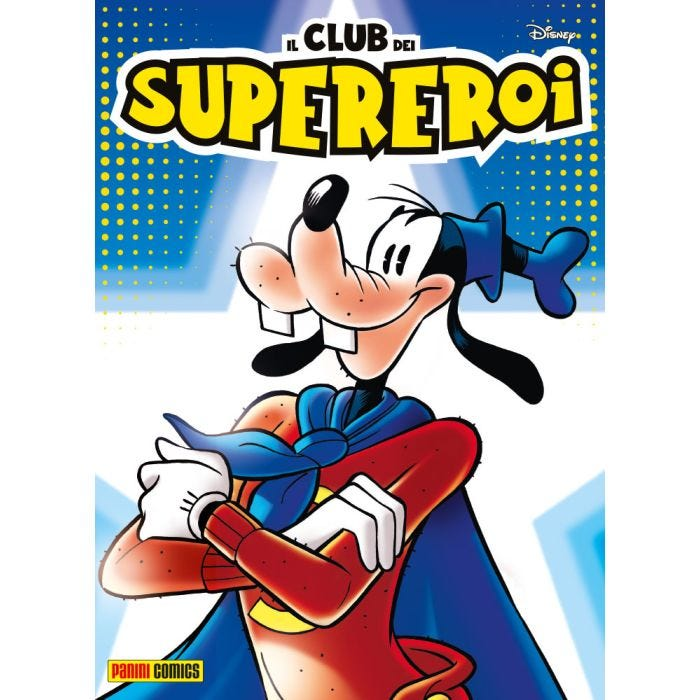 IL CLUB DEI
DISNEY
SUPEREROi
PANINI COMICS